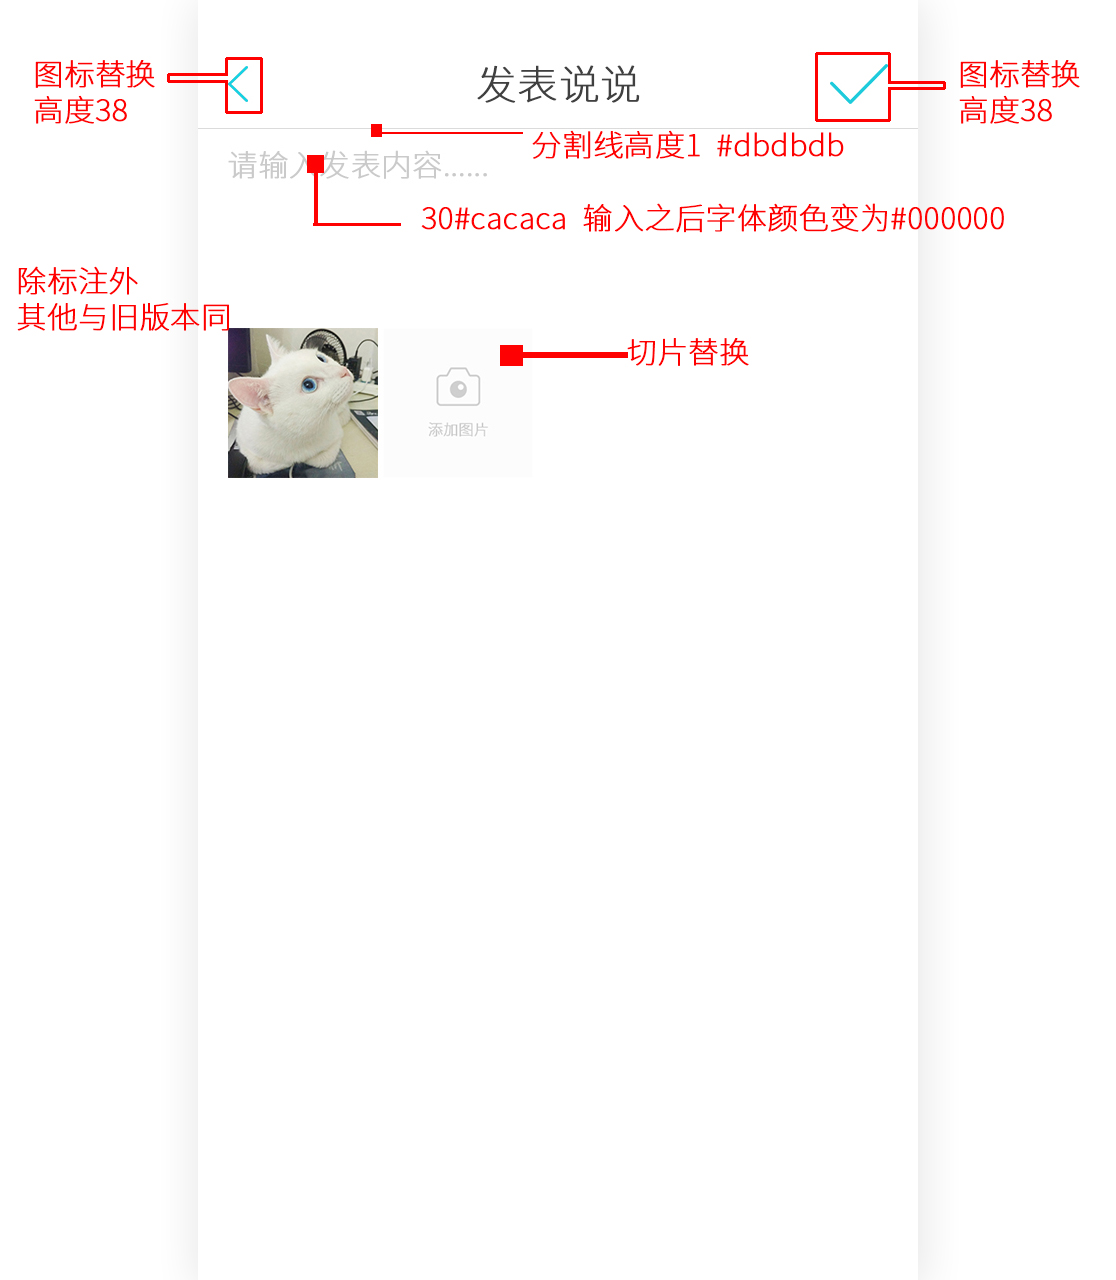 图标替换
高度38
发表说说
图标替换
高度38
分割线高度1 #dbdbdb
请输入发表内容......
30#cacaca 输入之后字体颜色变为#000000
除标注外
其他与旧版本同
切片替换
添加图片